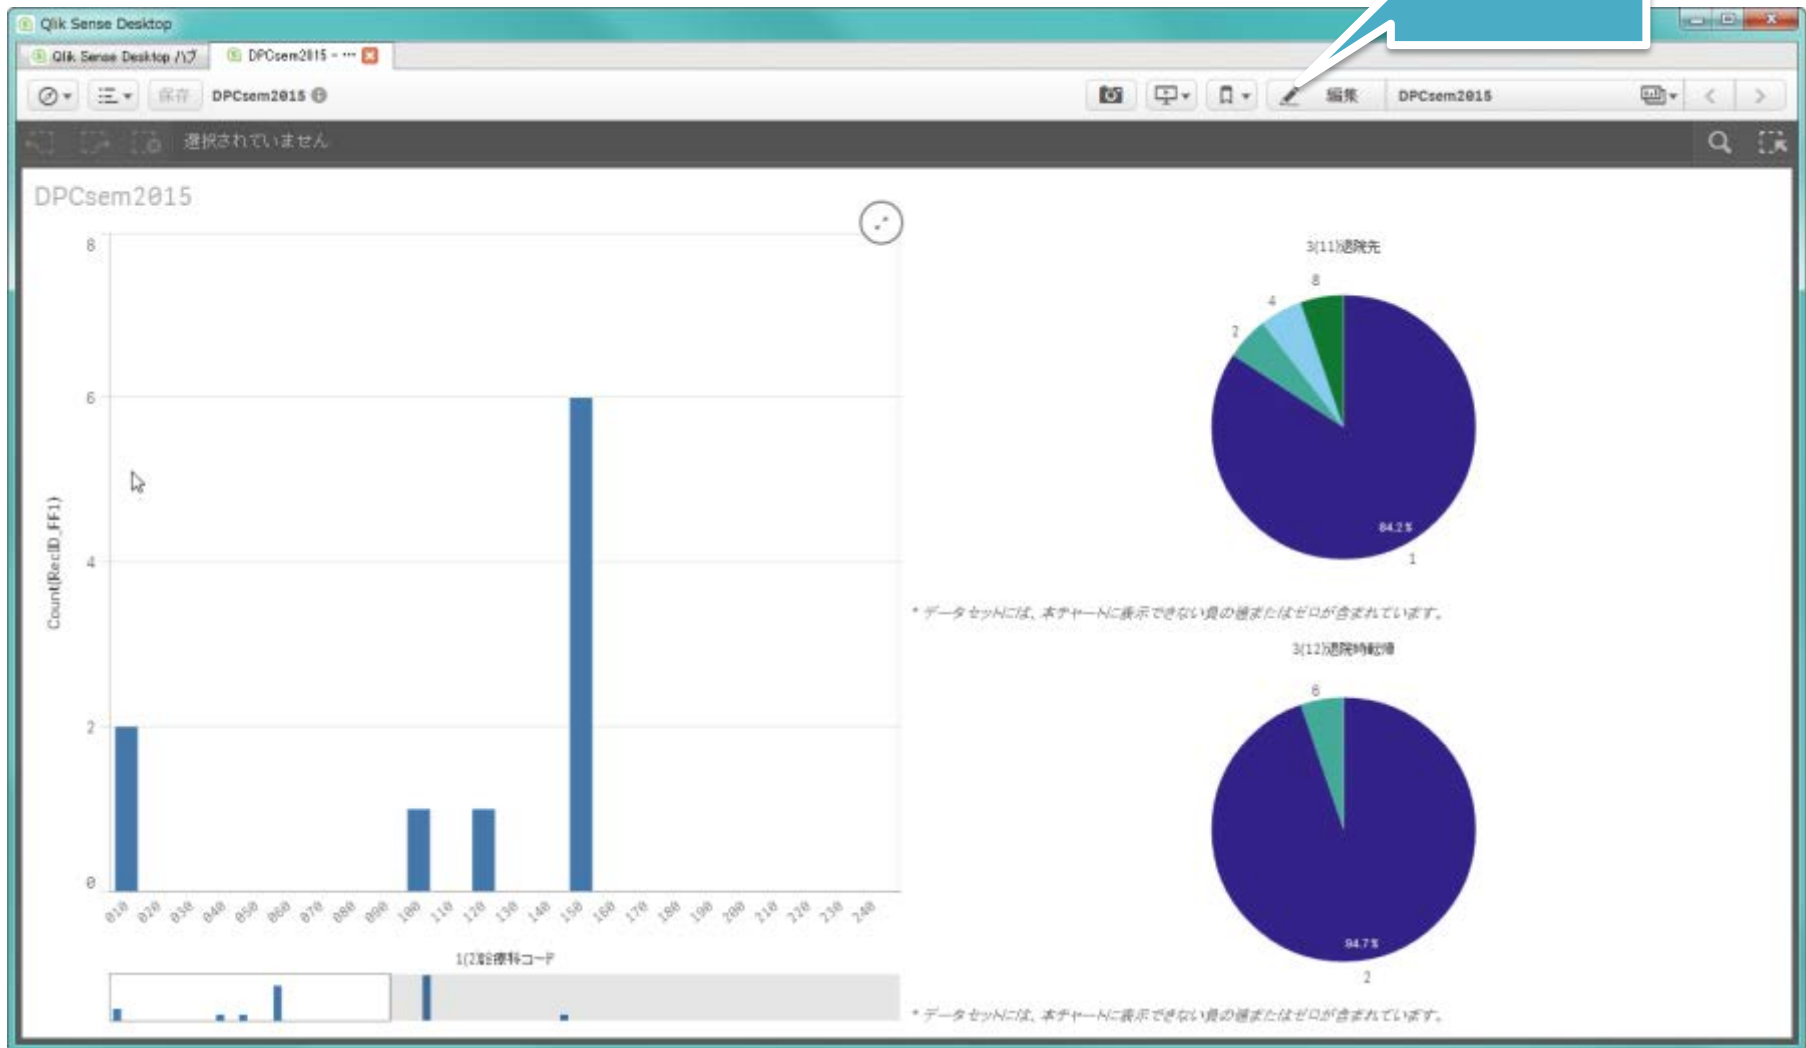 Qlik Sense Desktop
Qlik Sense Desktop ハブ
DPCsem2015 - ...
保存
DPCsem2015
編集
DPCsem2015
選択されていません
DPCsem2015
8
6
4
2
0
Count(RecID_FF1)
010 020 030 040 050 060 070 080 090 100 110 120 130 140 150 160 170 180 190 200 210 220 230 240
1(2)診療科コード
3(11)退院先
8
4
2
84.2%
1
* データセットには、本チャートに表示できない負の値またはゼロが含まれています。
3(12)退院時転帰
6
94.7%
2
* データセットには、本チャートに表示できない負の値またはゼロが含まれています。